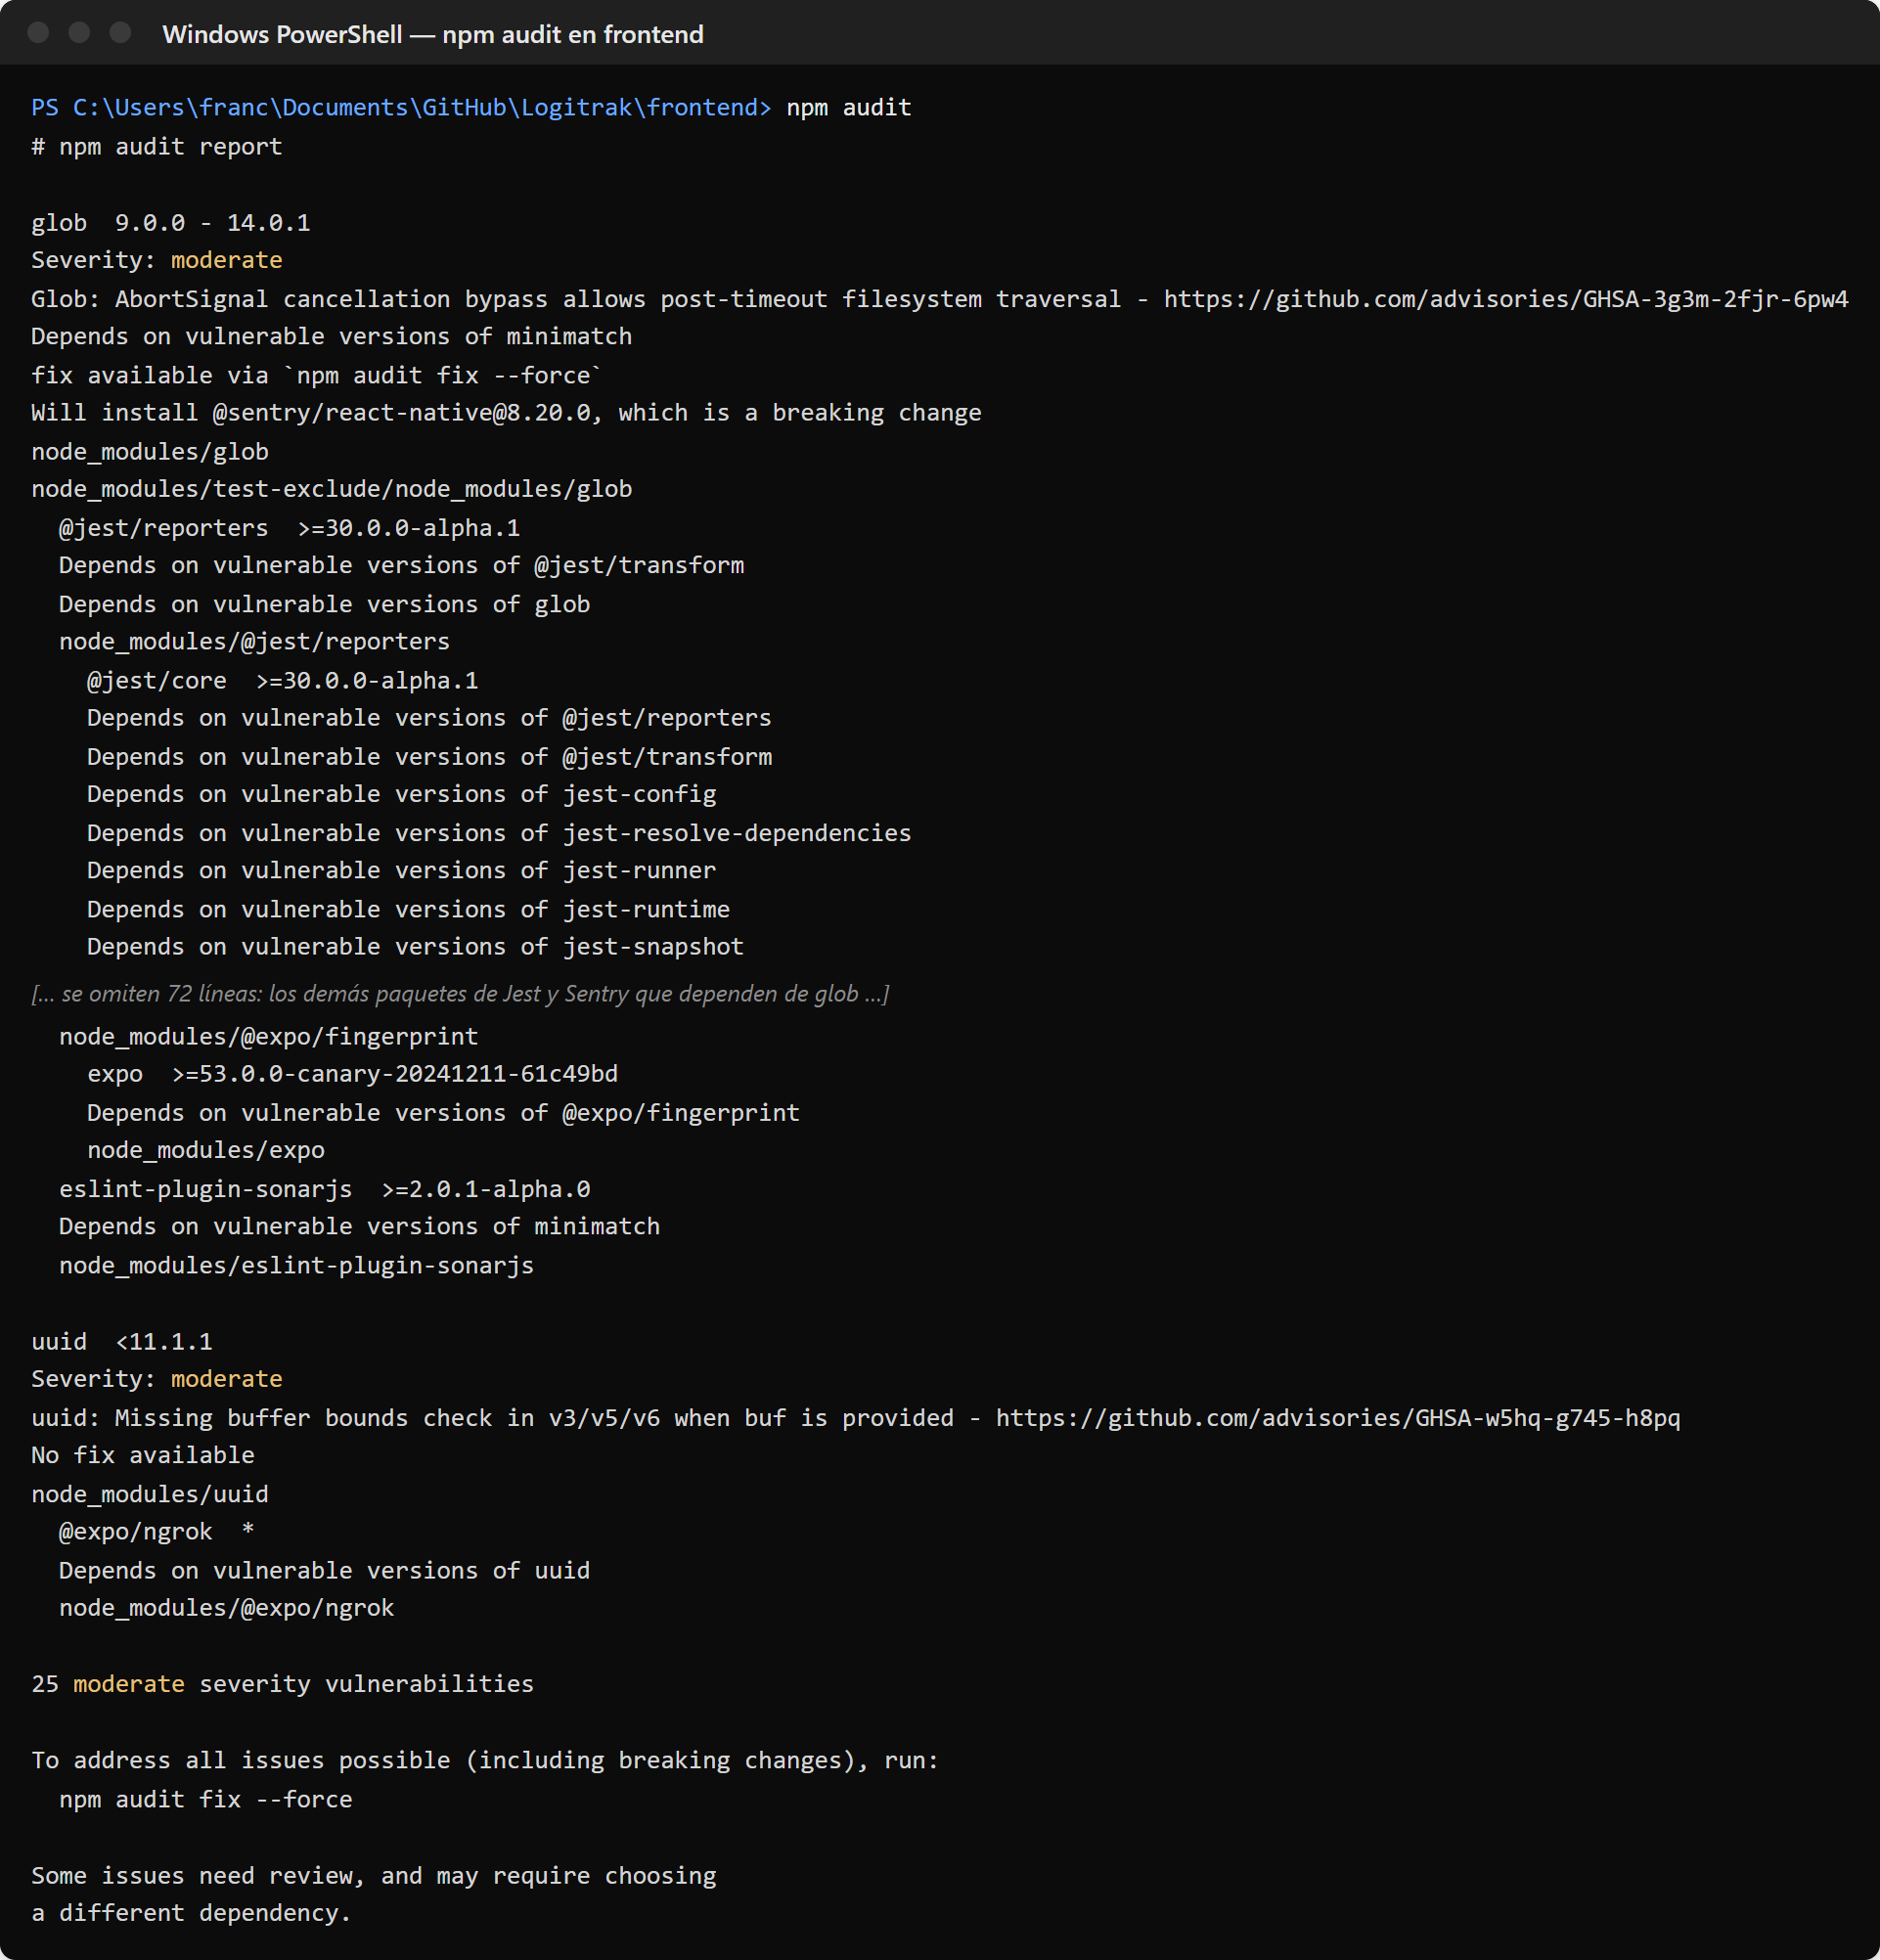 Windows PowerShell — npm audit en frontend
PS C:\Users\franc\Documents\GitHub\Logitrak\frontend> npm audit
# npm audit report
glob  9.0.0 - 14.0.1
Severity: moderate
Glob: AbortSignal cancellation bypass allows post-timeout filesystem traversal - https://github.com/advisories/GHSA-3g3m-2fjr-6pw4
Depends on vulnerable versions of minimatch
fix available via `npm audit fix --force`
Will install @sentry/react-native@8.20.0, which is a breaking change
node_modules/glob
node_modules/test-exclude/node_modules/glob
  @jest/reporters  >=30.0.0-alpha.1
  Depends on vulnerable versions of @jest/transform
  Depends on vulnerable versions of glob
  node_modules/@jest/reporters
    @jest/core  >=30.0.0-alpha.1
    Depends on vulnerable versions of @jest/reporters
    Depends on vulnerable versions of @jest/transform
    Depends on vulnerable versions of jest-config
    Depends on vulnerable versions of jest-resolve-dependencies
    Depends on vulnerable versions of jest-runner
    Depends on vulnerable versions of jest-runtime
    Depends on vulnerable versions of jest-snapshot
[... se omiten 72 líneas: los demás paquetes de Jest y Sentry que dependen de glob ...]
  node_modules/@expo/fingerprint
    expo  >=53.0.0-canary-20241211-61c49bd
    Depends on vulnerable versions of @expo/fingerprint
    node_modules/expo
  eslint-plugin-sonarjs  >=2.0.1-alpha.0
  Depends on vulnerable versions of minimatch
  node_modules/eslint-plugin-sonarjs
uuid  <11.1.1
Severity: moderate
uuid: Missing buffer bounds check in v3/v5/v6 when buf is provided - https://github.com/advisories/GHSA-w5hq-g745-h8pq
No fix available
node_modules/uuid
  @expo/ngrok  *
  Depends on vulnerable versions of uuid
  node_modules/@expo/ngrok
25 moderate severity vulnerabilities
To address all issues possible (including breaking changes), run:
  npm audit fix --force
Some issues need review, and may require choosing
a different dependency.